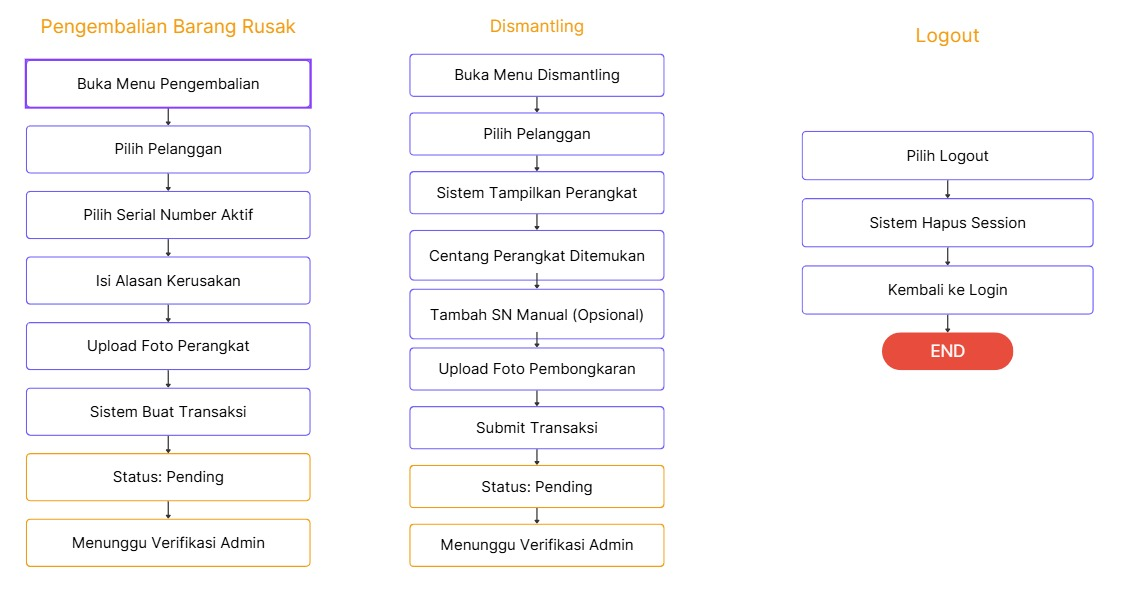 Pengembalian Barang Rusak
Buka Menu Pengembalian
Pilih Pelanggan
Pilih Serial Number Aktif
Isi Alasan Kerusakan
Upload Foto Perangkat
Sistem Buat Transaksi
Status: Pending
Menunggu Verifikasi Admin
Dismantling
Buka Menu Dismantling
Pilih Pelanggan
Sistem Tampilkan Perangkat
Centang Perangkat Ditemukan
Tambah SN Manual (Opsional)
Upload Foto Pembongkaran
Submit Transaksi
Status: Pending
Menunggu Verifikasi Admin
Logout
Pilih Logout
Sistem Hapus Session
Kembali ke Login
END